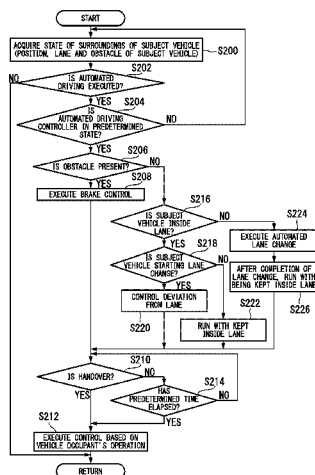 START
ACQUIRE STATE OF SURROUNDINGS OF SUBJECT VEHICLE
(POSITION, LANE AND OBSTACLE OF SUBJECT VEHICLE)
S200
S202
NO
IS AUTOMATED
DRIVING EXECUTED?
YES
S204
IS
AUTOMATED DRIVING
CONTROLLER IN PREDETERMINED
STATE?
NO
YES
S206
IS OBSTACLE PRESENT?
NO
YES
S208
EXECUTE BRAKE CONTROL
S216
IS SUBJECT
VEHICLE INSIDE
LANE?
NO
YES
S224
EXECUTE AUTOMATED
LANE CHANGE
S218
IS SUBJECT
VEHICLE STARTING LANE
CHANGE?
NO
YES
AFTER COMPLETION OF
LANE CHANGE, RUN WITH
BEING KEPT INSIDE LANE
S226
CONTROL DEVIATION
FROM LANE
S220
S222
RUN WITH KEPT
INSIDE LANE
S210
IS HANDOVER?
NO
YES
S214
HAS
PREDETERMINED TIME
ELAPSED?
NO
YES
S212
EXECUTE CONTROL BASED ON
VEHICLE OCCUPANT'S OPERATION
RETURN